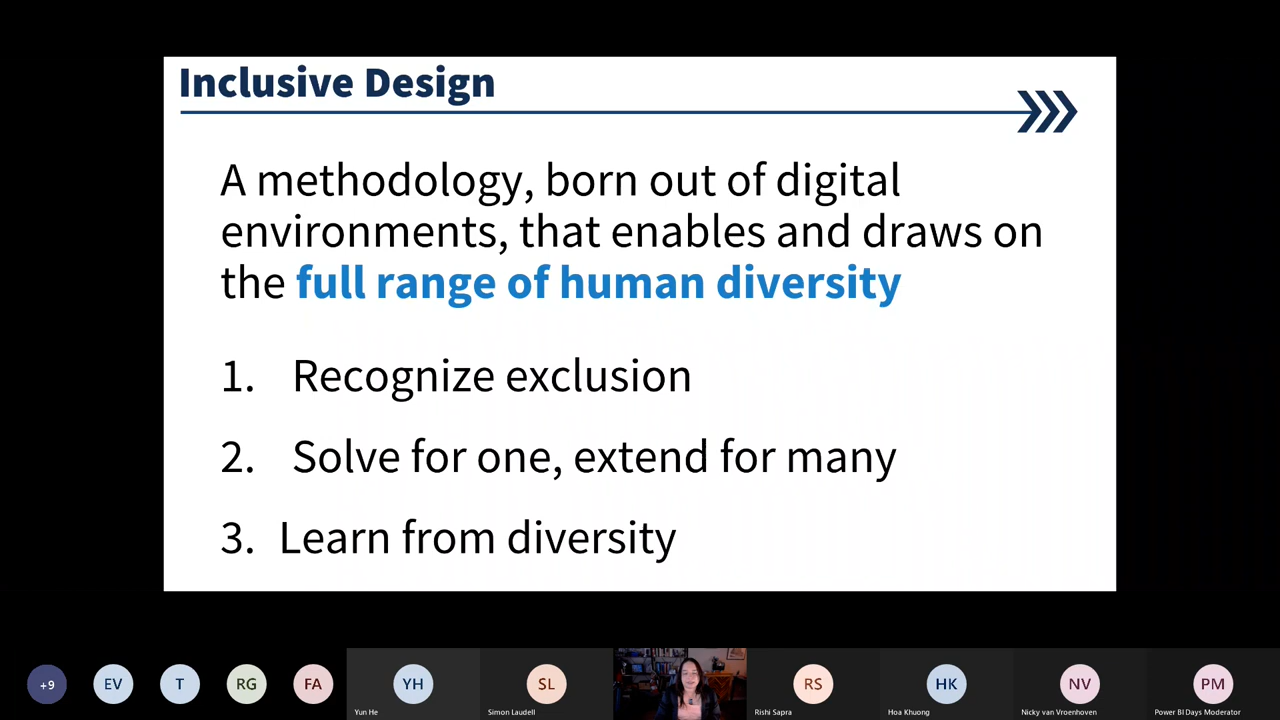 Inclusive Design
A methodology, born out of digital
environments, that enables and draws on
the full range of human diversity
1. Recognize exclusion
2. Solve for one, extend for many
3. Learn from diversity
+9
EV
T
RG
FA
YH
SL
RS
HK
NV
PM
Yun He
Simon Laudell
Rishi Sapra
Hoa Khuong
Nicky van Vroenhoven
Power BI Days Moderator